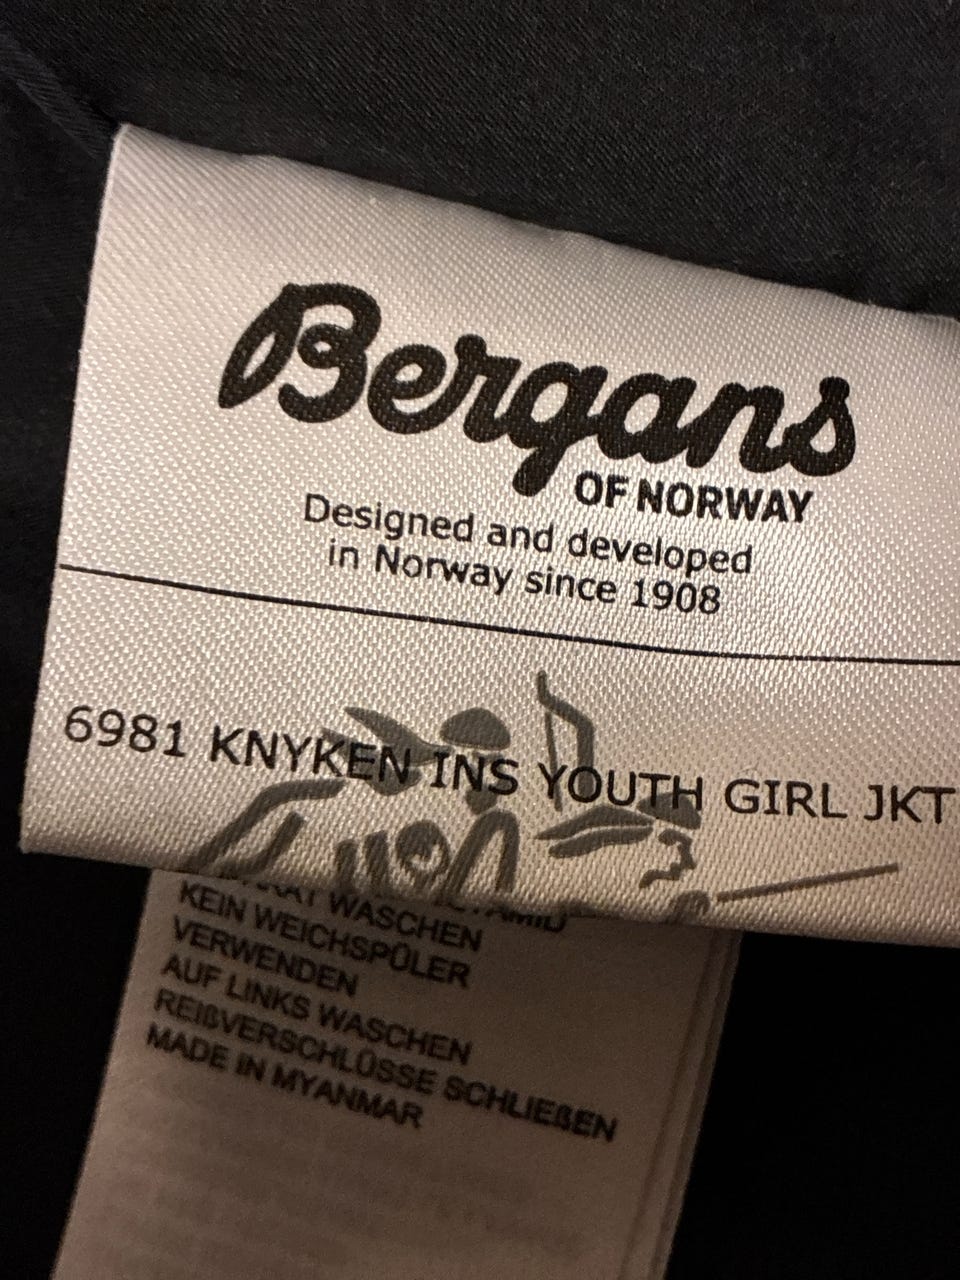 Bergans
OF NORWAY
Designed and developed
in Norway since 1908
6981 KNYKEN INS YOUTH GIRL JKT
WASCHEN
KEIN WEICHSPÜLER
VERWENDEN
AUF LINKS WASCHEN
REIßVERSCHLÜSSE SCHLIEßEN
MADE IN MYANMAR